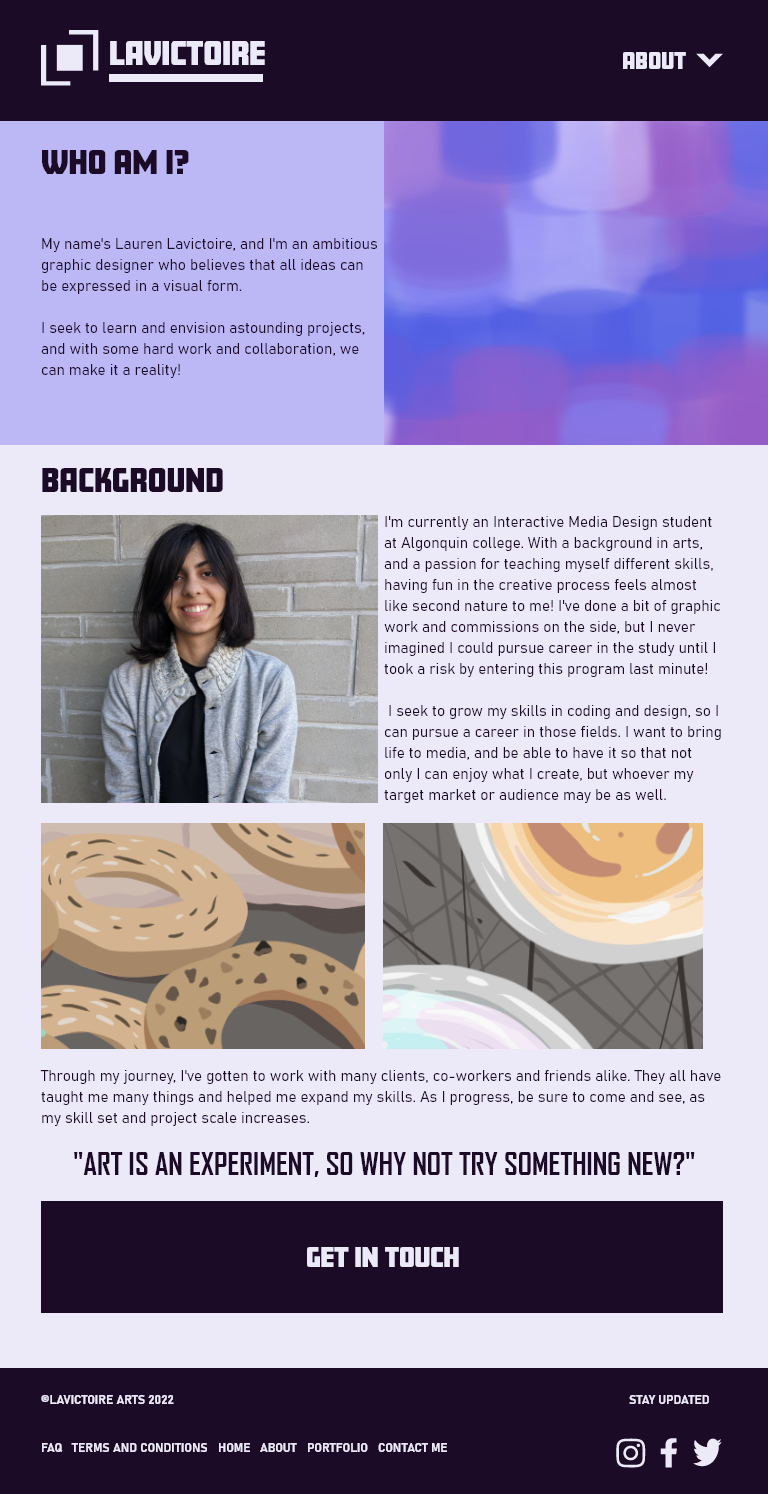 LAVICTOIRE
ABOUT
WHO AM I?
My name's Lauren Lavictoire, and I'm an ambitious
graphic designer who believes that all ideas can
be expressed in a visual form.
I seek to learn and envision astounding projects,
and with some hard work and collaboration, we
can make it a reality!
BACKGROUND
I'm currently an Interactive Media Design student
at Algonquin college. With a background in arts,
and a passion for teaching myself different skills,
having fun in the creative process feels almost
like second nature to me! I've done a bit of graphic
work and commissions on the side, but I never
imagined I could pursue career in the study until I
took a risk by entering this program last minute!
I seek to grow my skills in coding and design, so I
can pursue a career in those fields. I want to bring
life to media, and be able to have it so that not
only I can enjoy what I create, but whoever my
target market or audience may be as well.
Through my journey, I've gotten to work with many clients, co-workers and friends alike. They all have
taught me many things and helped me expand my skills. As I progress, be sure to come and see, as
my skill set and project scale increases.
"ART IS AN EXPERIMENT, SO WHY NOT TRY SOMETHING NEW?"
GET IN TOUCH
©LAVICTOIRE ARTS 2022
STAY UPDATED
FAQ TERMS AND CONDITIONS HOME ABOUT PORTFOLIO CONTACT ME